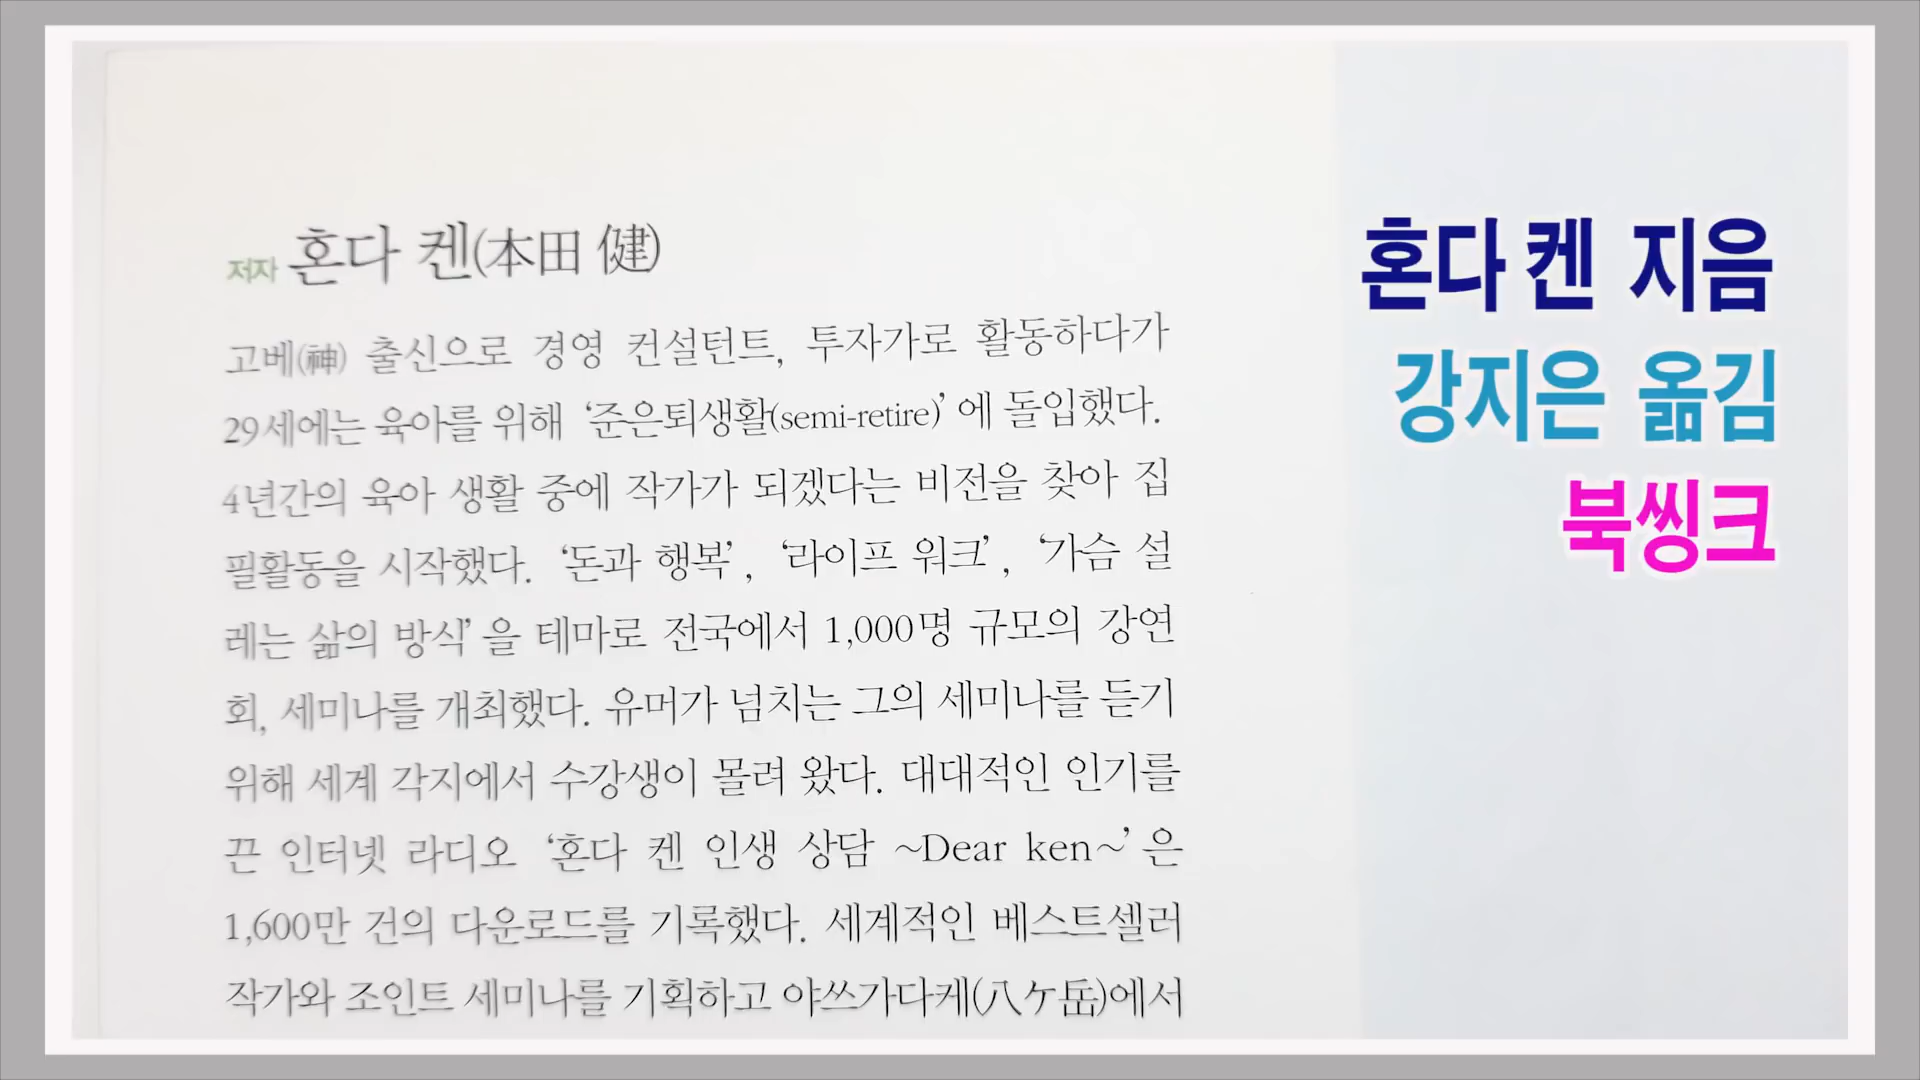 저자 혼다 켄(本田 健)
고베(神) 출신으로 경영 컨설턴트, 투자가로 활동하다가
29세에는 육아를 위해 ‘준은퇴생활(semi-retire)’에 돌입했다.
4년간의 육아 생활 중에 작가가 되겠다는 비전을 찾아 집
필활동을 시작했다. ‘돈과 행복’, ‘라이프 워크’, ‘가슴 설
레는 삶의 방식’을 테마로 전국에서 1,000명 규모의 강연
회, 세미나를 개최했다. 유머가 넘치는 그의 세미나를 듣기
위해 세계 각지에서 수강생이 몰려 왔다. 대대적인 인기를
끈 인터넷 라디오 ‘혼다 켄 인생 상담 ~Dear ken~’은
1,600만 건의 다운로드를 기록했다. 세계적인 베스트셀러
작가와 조인트 세미나를 기획하고 야쓰가다케(八ケ岳)에서
혼다 켄 지음
강지은 옮김
북씽크